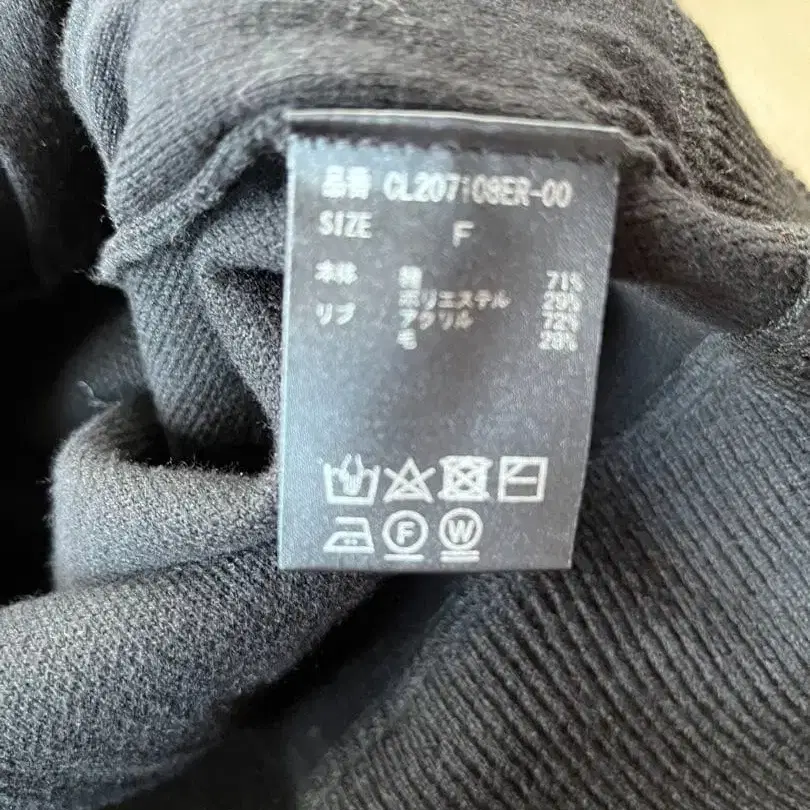 品番 CL207108ER-00
SIZE F
本体 綿 71%
ポリエステル 29%
リブ アクリル 72%
毛 28%
F W